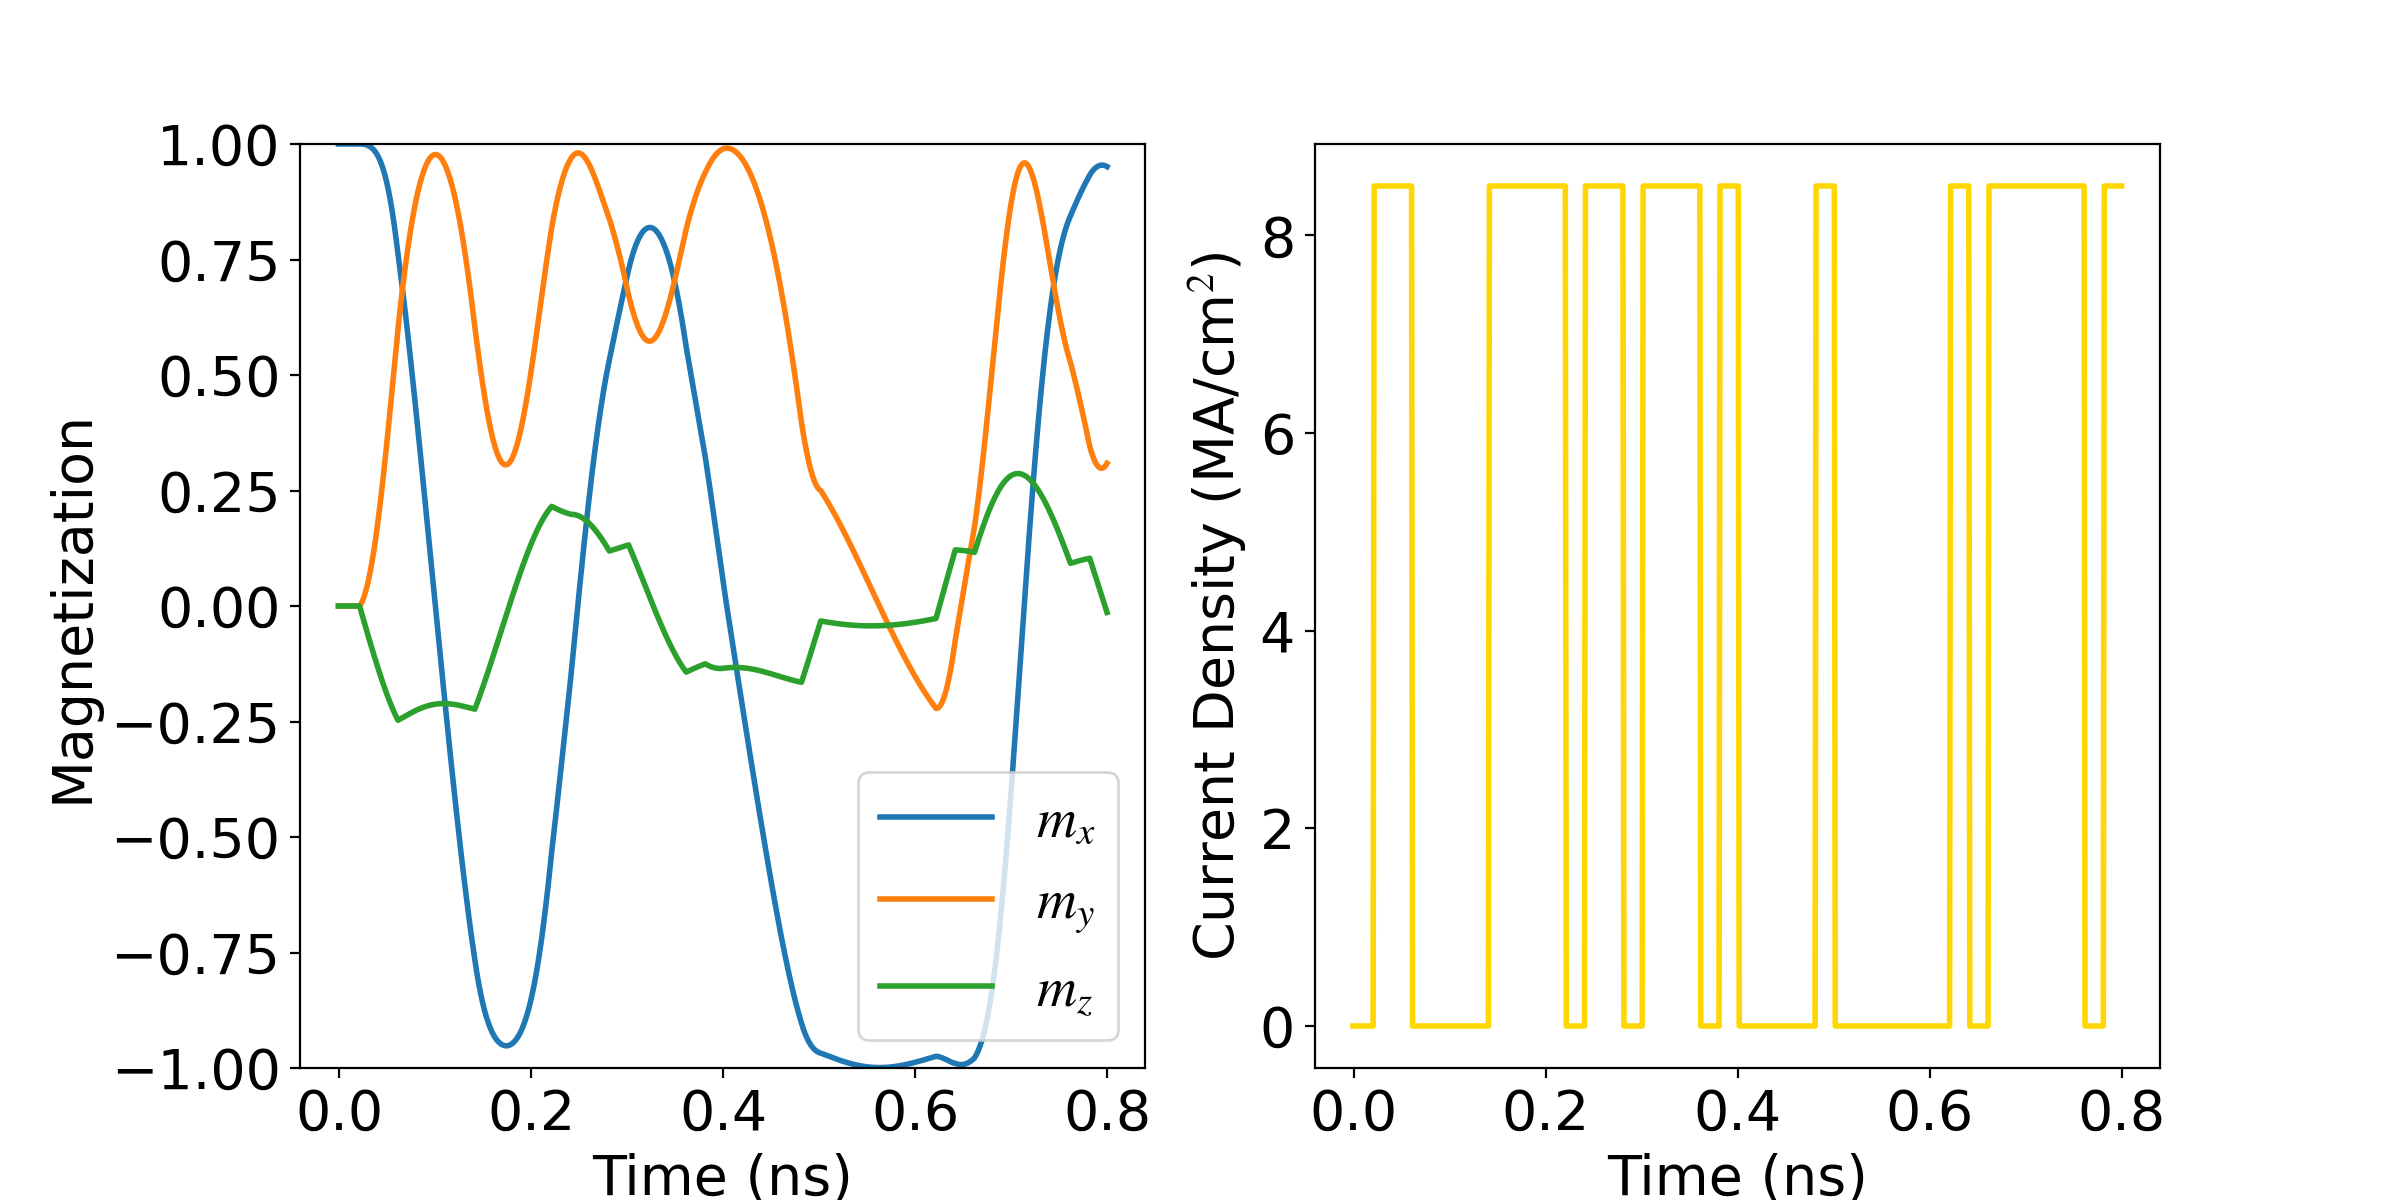 Magnetization
1.00
0.75
0.50
0.25
0.00
−0.25
−0.50
−0.75
−1.00
0.0 0.2 0.4 0.6 0.8
Time (ns)
m_x
m_y
m_z
Current Density (MA/cm²)
8
6
4
2
0
0.0 0.2 0.4 0.6 0.8
Time (ns)